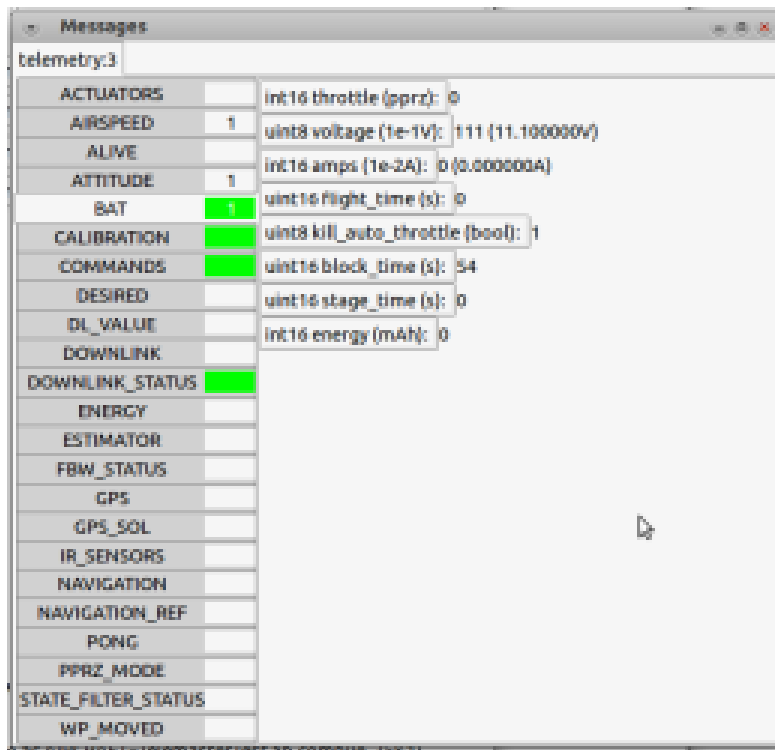 Messages
telemetry:3
ACTUATORS
AIRSPEED 1
ALIVE
ATTITUDE 1
BAT 1
CALIBRATION
COMMANDS
DESIRED
DL_VALUE
DOWNLINK
DOWNLINK_STATUS
ENERGY
ESTIMATOR
FBW_STATUS
GPS
GPS_SOL
IR_SENSORS
NAVIGATION
NAVIGATION_REF
PONG
PPRZ_MODE
STATE_FILTER_STATUS
WP_MOVED
int16 throttle (pprz): 0
uint8 voltage (1e-1V): 111 (11.100000V)
int16 amps (1e-2A): 0 (0.000000A)
uint16 flight_time (s): 0
uint8 kill_auto_throttle (bool): 1
uint16 block_time (s): 54
uint16 stage_time (s): 0
int16 energy (mAh): 0